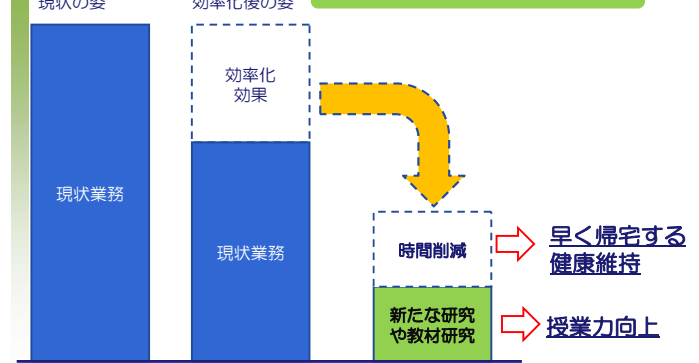 現状の姿
効率化後の姿
効率化
効果
現状業務
現状業務
時間削減
早く帰宅する
健康維持
新たな研究
や教材研究
授業力向上